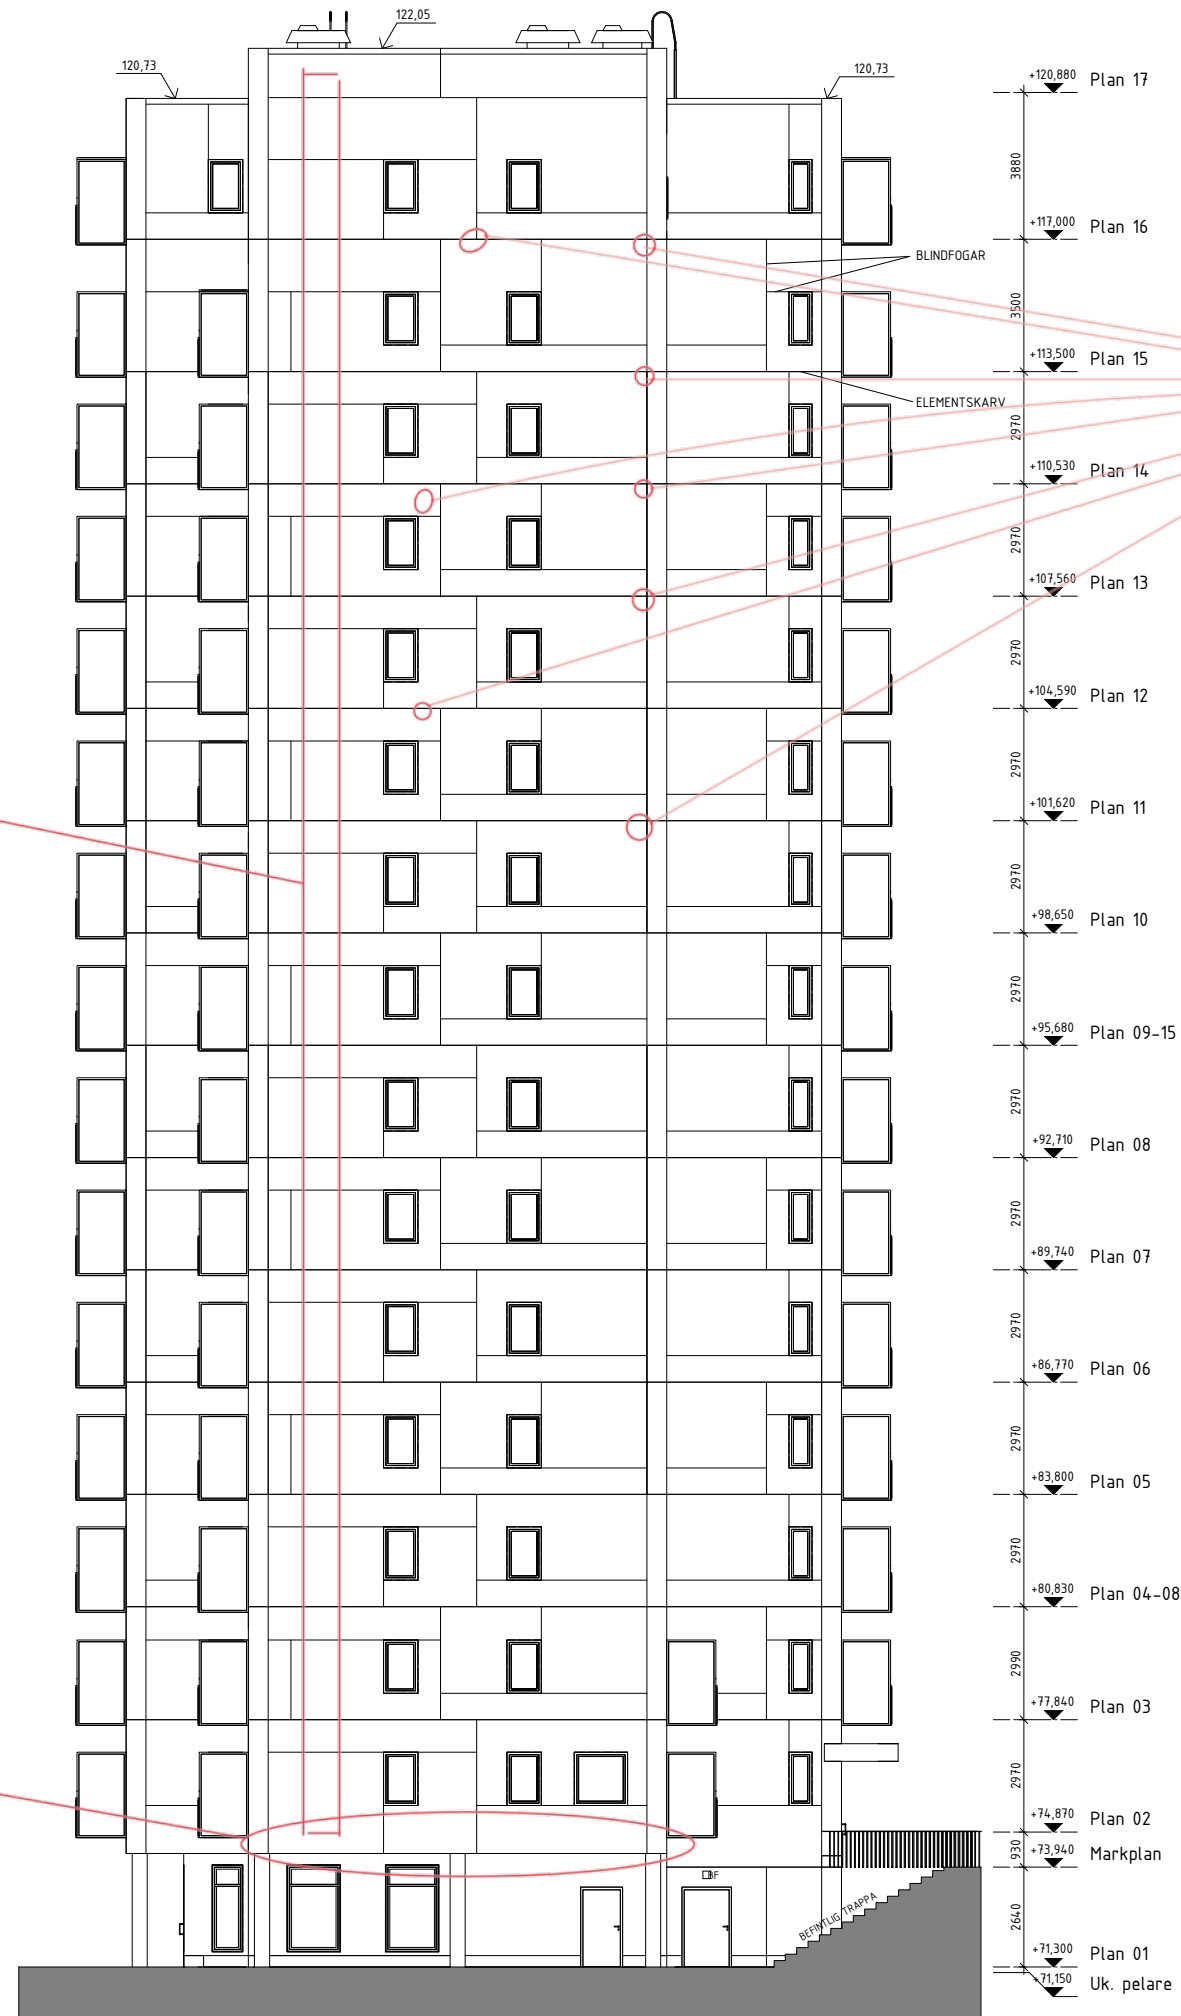 122,05
120,73
120,73
+120,880 Plan 17
3880
+117,000 Plan 16
BLINDFOGAR
3500
+113,500 Plan 15
ELEMENTSKARV
2970
+110,530 Plan 14
2970
+107,560 Plan 13
2970
+104,590 Plan 12
2970
+101,620 Plan 11
2970
+98,650 Plan 10
2970
+95,680 Plan 09-15
2970
+92,710 Plan 08
2970
+89,740 Plan 07
2970
+86,770 Plan 06
2970
+83,800 Plan 05
2970
+80,830 Plan 04-08
2990
+77,840 Plan 03
2970
+74,870 Plan 02
930
+73,940 Markplan
BF
BEFINTLIG TRAPPA
2640
+71,300 Plan 01
+71,150 Uk. pelare